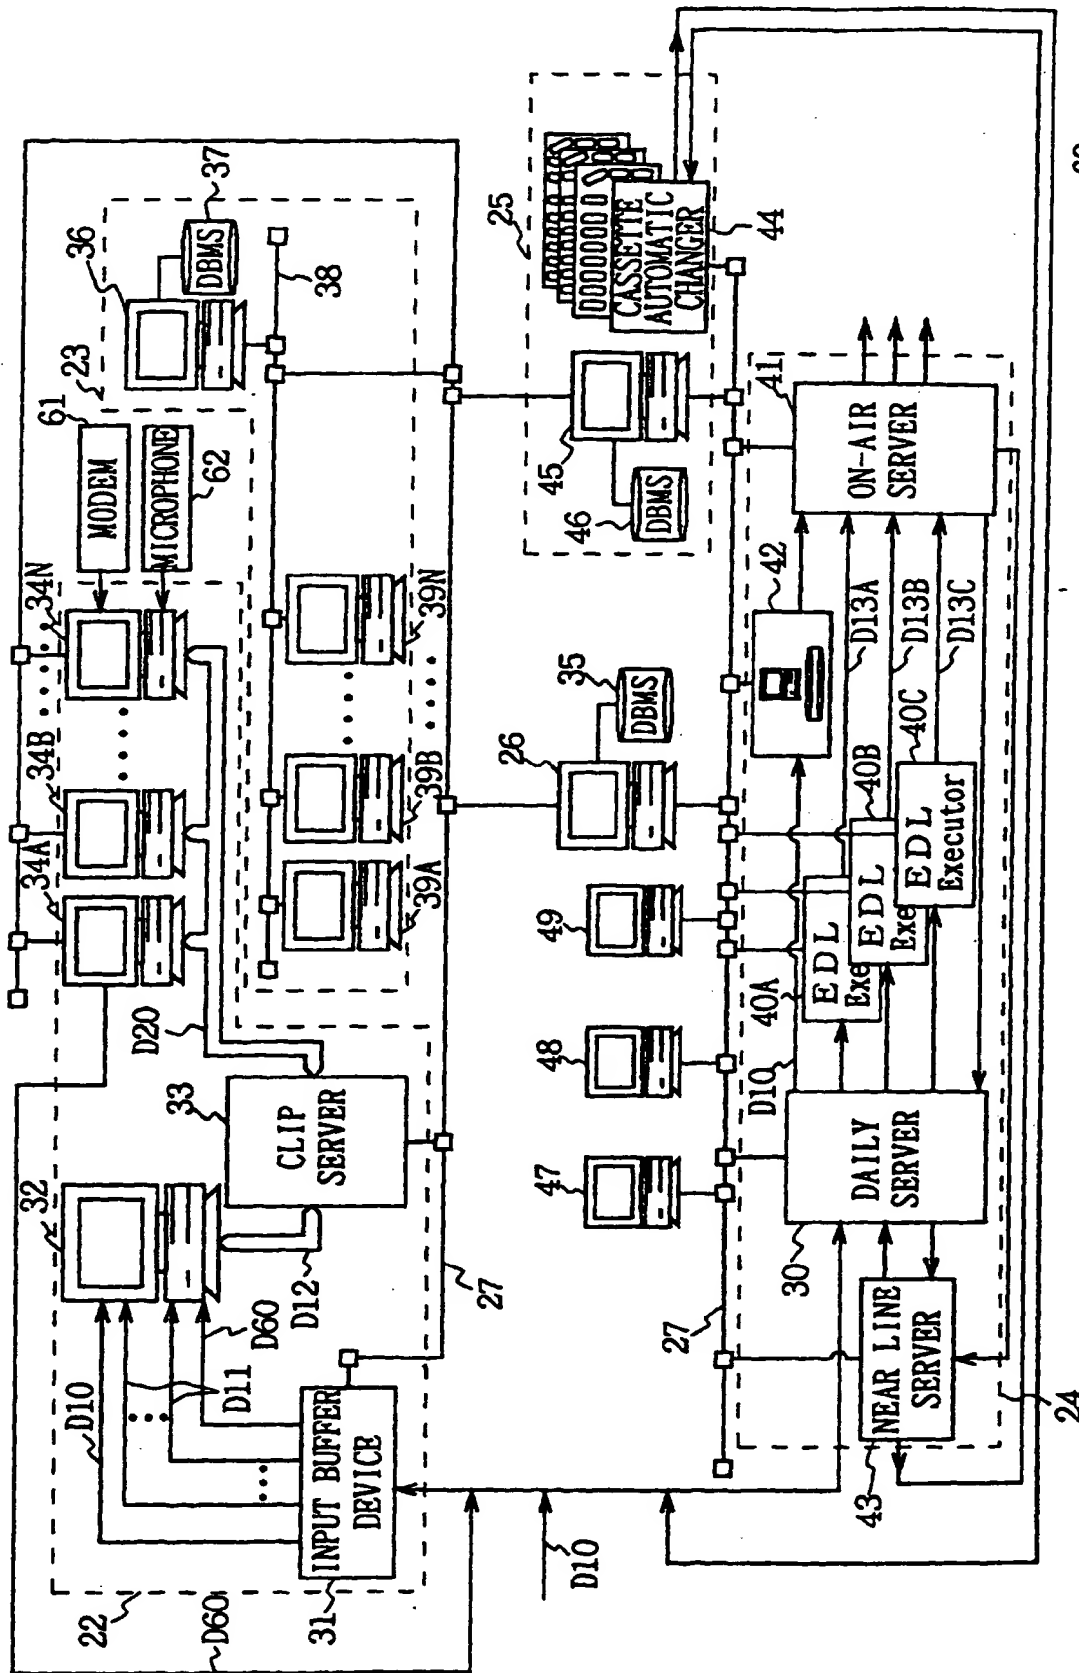 22
D60
31
INPUT BUFFER
DEVICE
D10
D11
D60
D12
32
33
CLIP
SERVER
D20
34A
34B
34N
MODEM
61
MICROPHONE
62
23
36
DBMS
37
38
39A
39B
39N
27
D10
26
DBMS
35
47
48
49
25
CASSETTE
AUTOMATIC
CHANGER
44
45
46
DBMS
27
43
NEAR LINE
SERVER
24
30
DAILY
SERVER
D10
40A
EDL
Exe
40B
EDL
Exe
40C
EDL
Executor
42
D13A
D13B
D13C
41
ON-AIR
SERVER